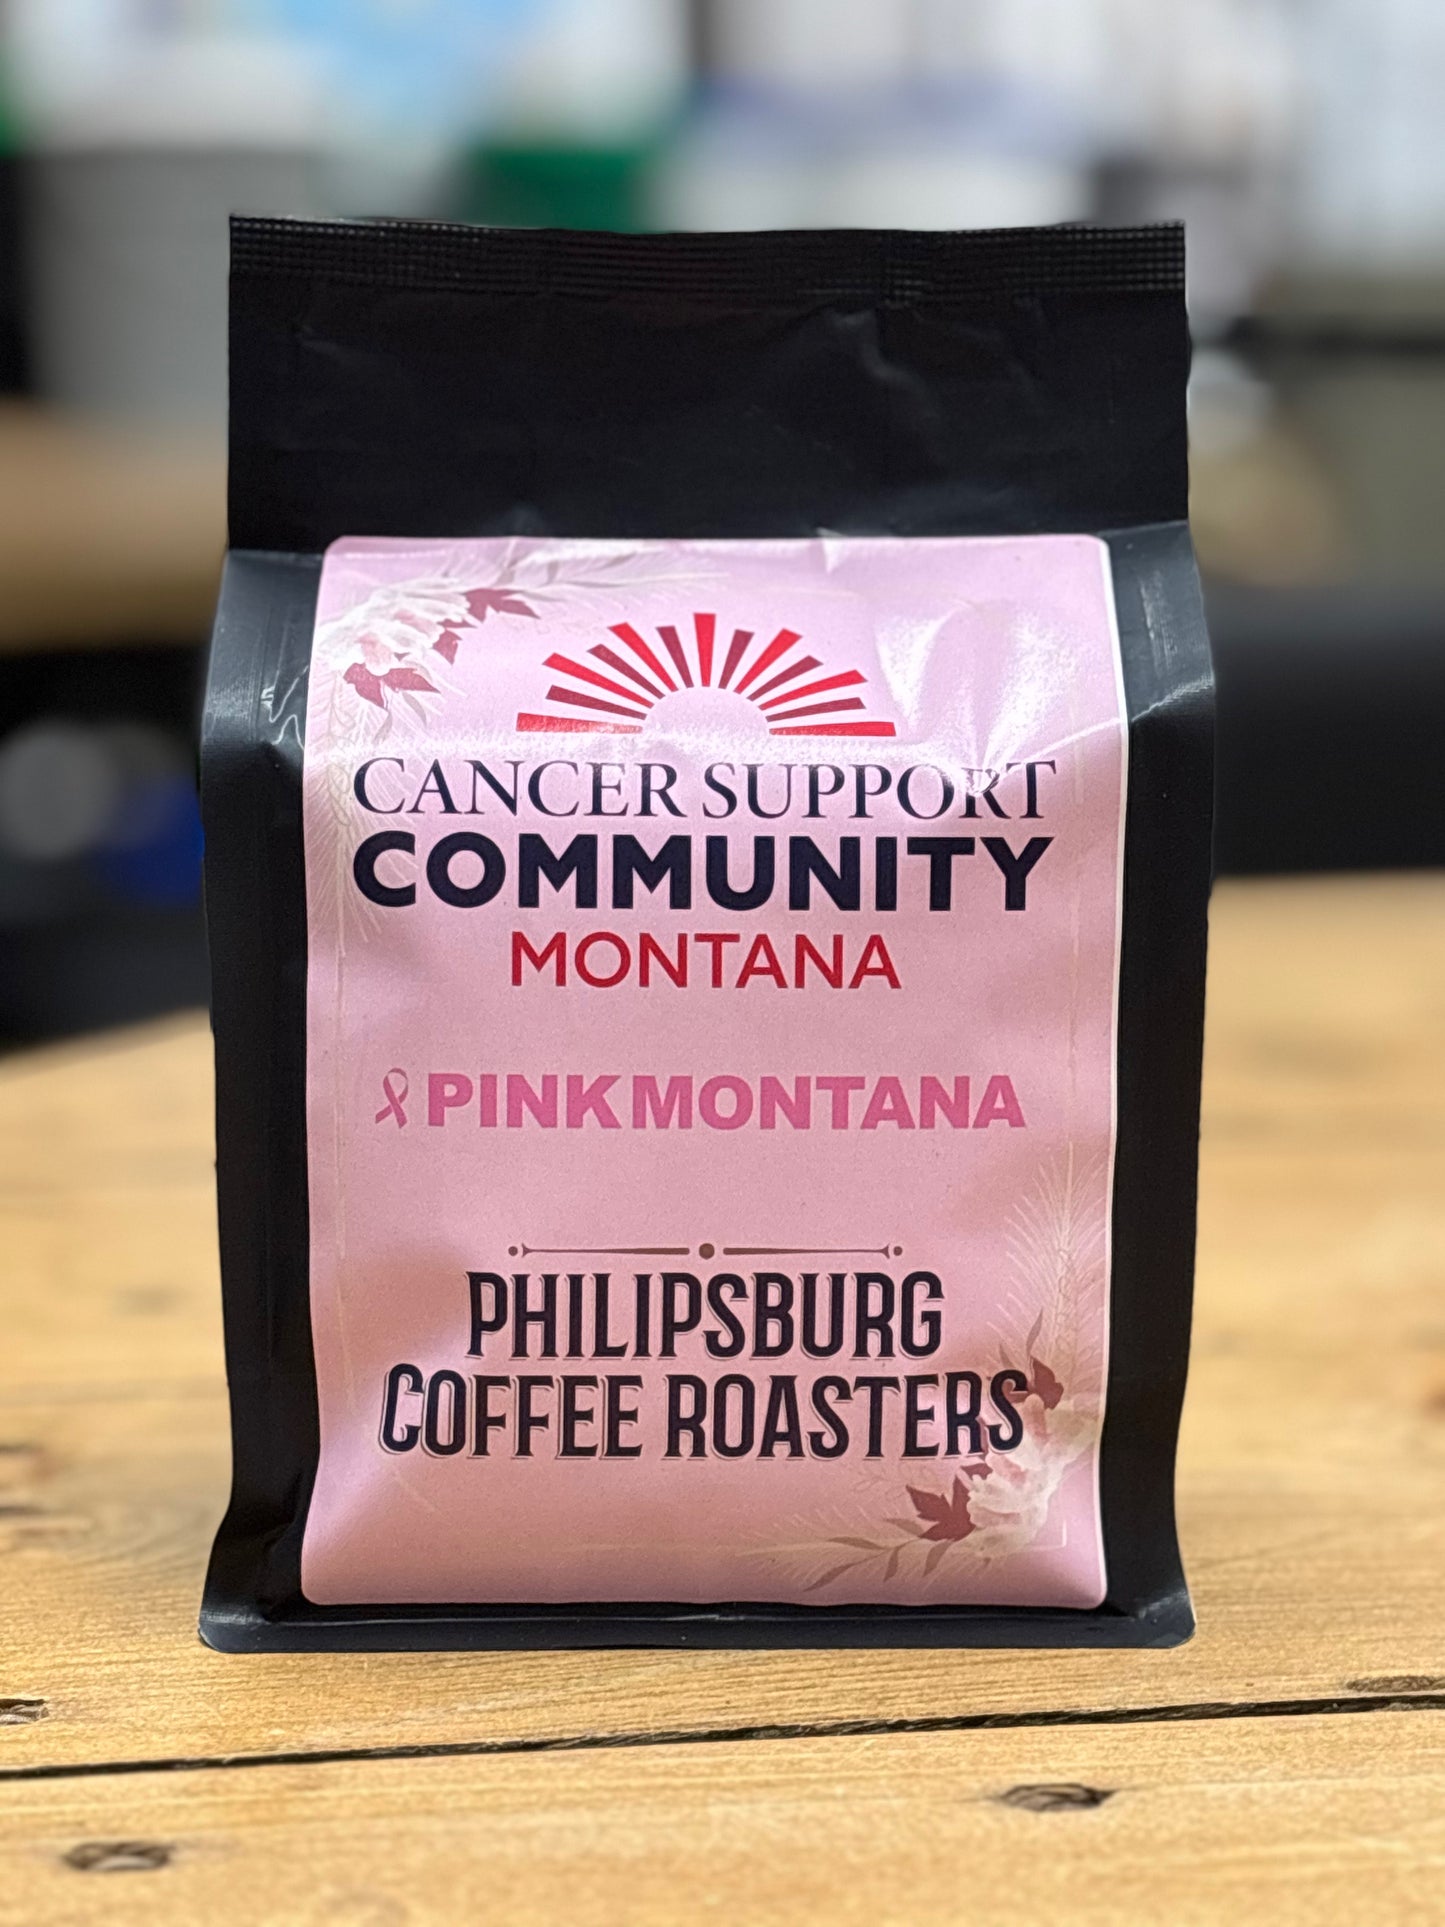 CANCER SUPPORT
COMMUNITY
MONTANA
PINKMONTANA
PHILIPSBURG
COFFEE ROASTERS